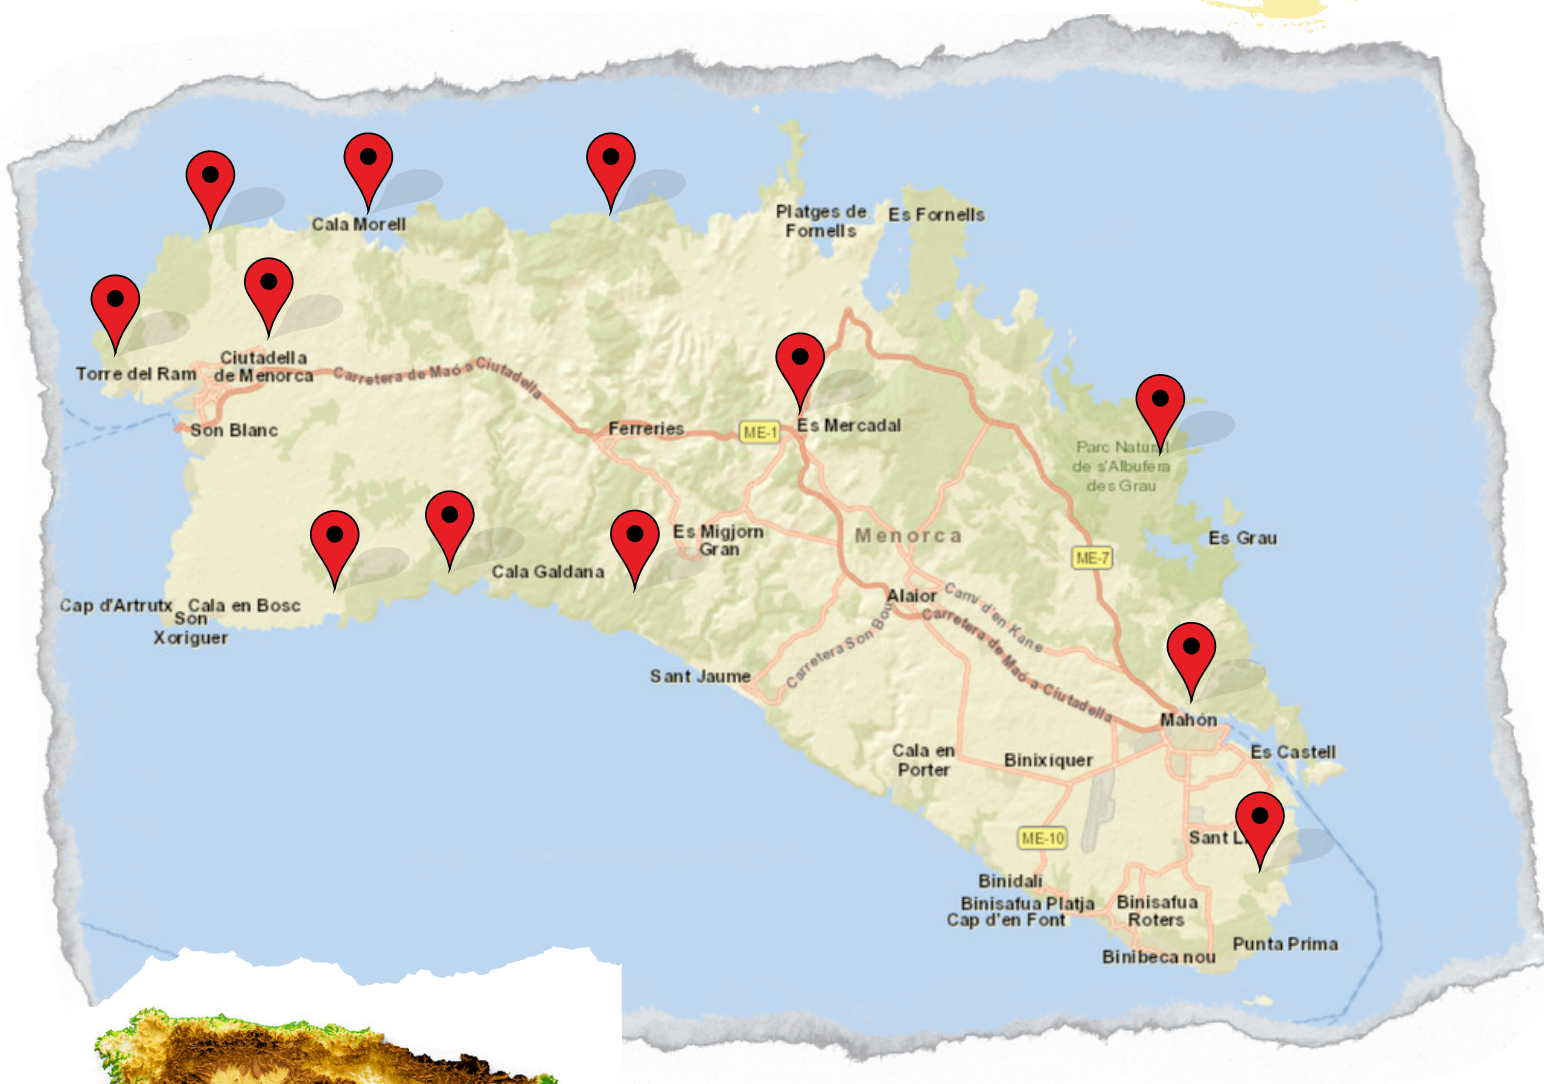 Platges de
Fornells
Es Fornells
Cala Morell
Ciutadella
de Menorca
Torre del Ram
Carretera de Maó a Ciutadella
Son Blanc
Ferreries
ME-1
Es Mercadal
Parc Natural
de s'Albufera
des Grau
Es Migjorn
Gran
Menorca
Es Grau
ME-7
Cala Galdana
Cap d'Artrutx
Cala en Bosc
Son
Xoriguer
Alaior
Camí d'en Kane
Carretera Son Bou
Carretera de Maó a Ciutadella
Sant Jaume
Mahón
Cala en
Porter
Binixíquer
Es Castell
ME-10
Sant
Binidalí
Binisafua Platja
Cap d'en Font
Binisafua
Roters
Punta Prima
Binibeca nou